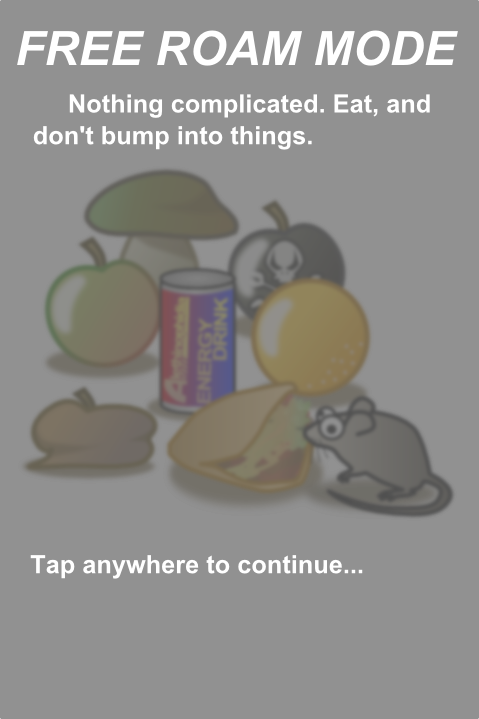 FREE ROAM MODE
Nothing complicated. Eat, and
don't bump into things.
ENERGY
DRINK
Tap anywhere to continue...